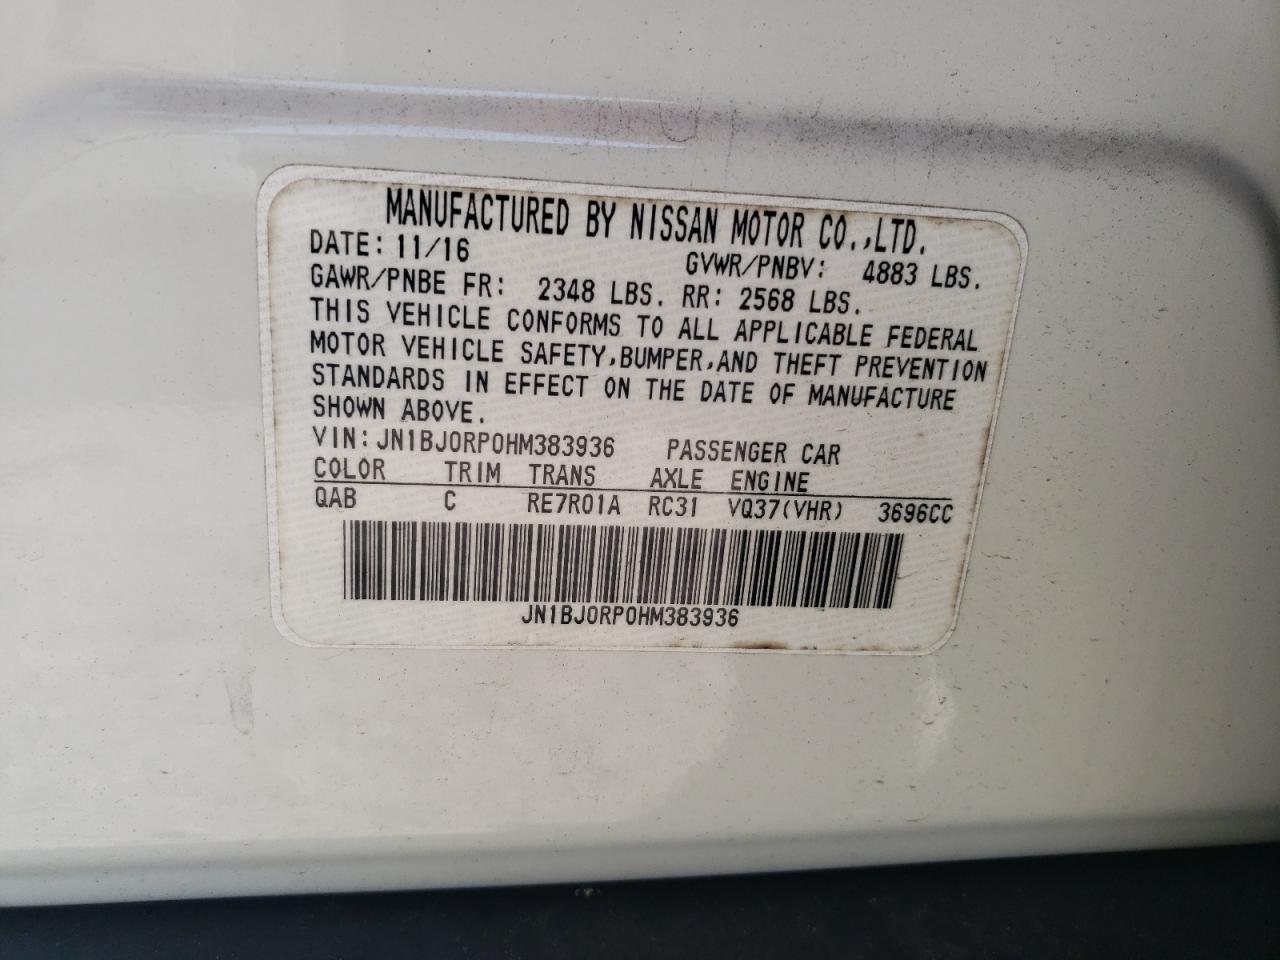 MANUFACTURED BY NISSAN MOTOR CO.,LTD.
DATE: 11/16 GVWR/PNBV: 4883 LBS.
GAWR/PNBE FR: 2348 LBS. RR: 2568 LBS.
THIS VEHICLE CONFORMS TO ALL APPLICABLE FEDERAL
MOTOR VEHICLE SAFETY,BUMPER,AND THEFT PREVENTION
STANDARDS IN EFFECT ON THE DATE OF MANUFACTURE
SHOWN ABOVE.
VIN: JN1BJ0RP0HM383936 PASSENGER CAR
COLOR TRIM TRANS AXLE ENGINE
QAB C RE7R01A RC31 VQ37(VHR) 3696CC
JN1BJ0RP0HM383936